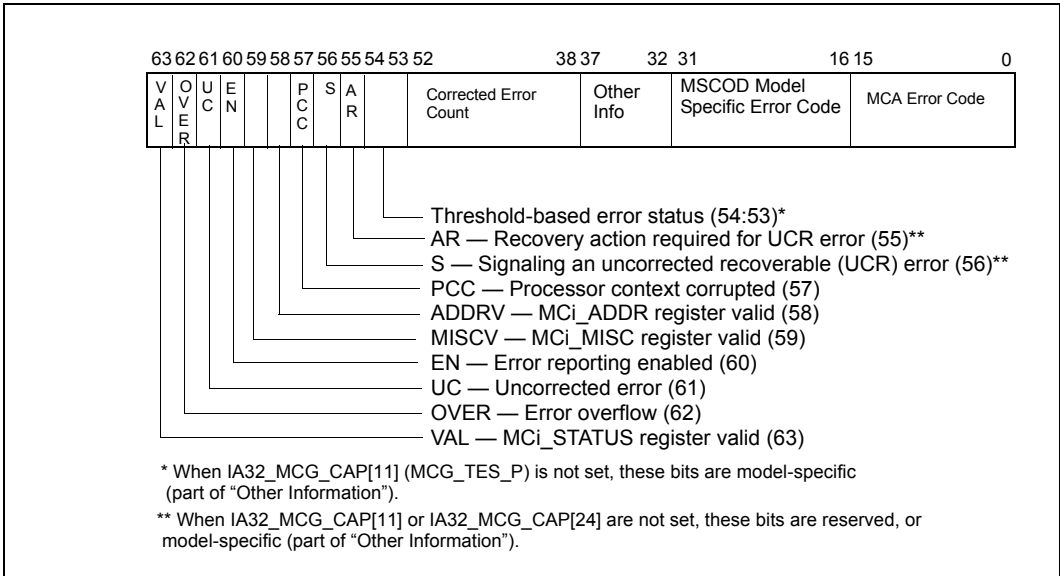 63 62 61 60 59 58 57 56 55 54 53 52 38 37 32 31 16 15 0
VAL OVER UC EN PCC S AR Corrected Error Count Other Info MSCOD Model Specific Error Code MCA Error Code
Threshold-based error status (54:53)*
AR — Recovery action required for UCR error (55)**
S — Signaling an uncorrected recoverable (UCR) error (56)**
PCC — Processor context corrupted (57)
ADDRV — MCi_ADDR register valid (58)
MISCV — MCi_MISC register valid (59)
EN — Error reporting enabled (60)
UC — Uncorrected error (61)
OVER — Error overflow (62)
VAL — MCi_STATUS register valid (63)
* When IA32_MCG_CAP[11] (MCG_TES_P) is not set, these bits are model-specific
(part of “Other Information”).
** When IA32_MCG_CAP[11] or IA32_MCG_CAP[24] are not set, these bits are reserved, or
model-specific (part of “Other Information”).